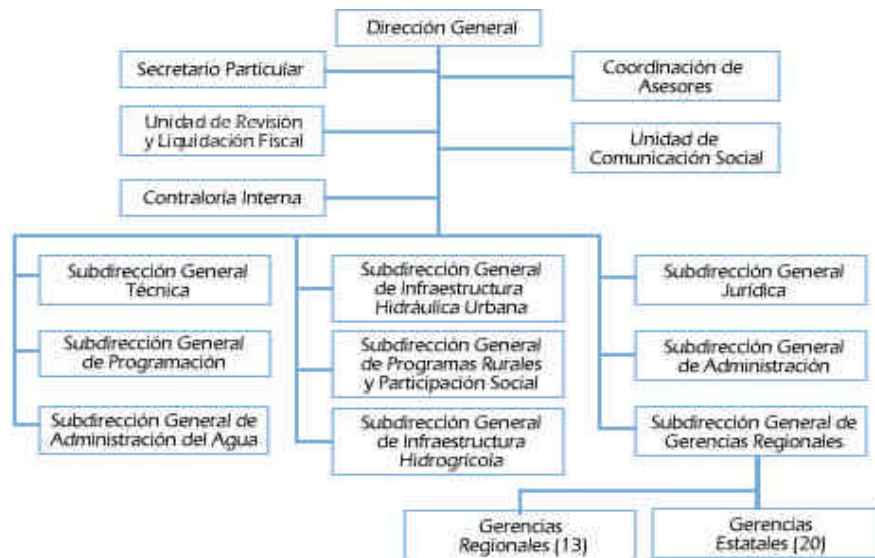 Dirección General
Secretario Particular
Coordinación de
Asesores
Unidad de Revisión
y Liquidación Fiscal
Unidad de
Comunicación Social
Contraloría Interna
Subdirección General
Técnica
Subdirección General
de Infraestructura
Hidráulica Urbana
Subdirección General
Jurídica
Subdirección General
de Programación
Subdirección General
de Programas Rurales
y Participación Social
Subdirección General
de Administración
Subdirección General de
Administración del Agua
Subdirección General
de Infraestructura
Hidrogrícola
Subdirección General de
Gerencias Regionales
Gerencias
Regionales (13)
Gerencias
Estatales (20)